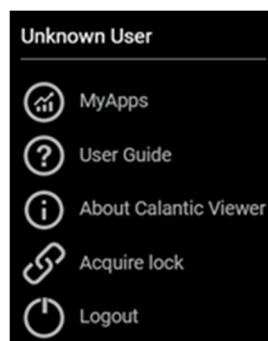 Unknown User
MyApps
User Guide
About Calantic Viewer
Acquire lock
Logout